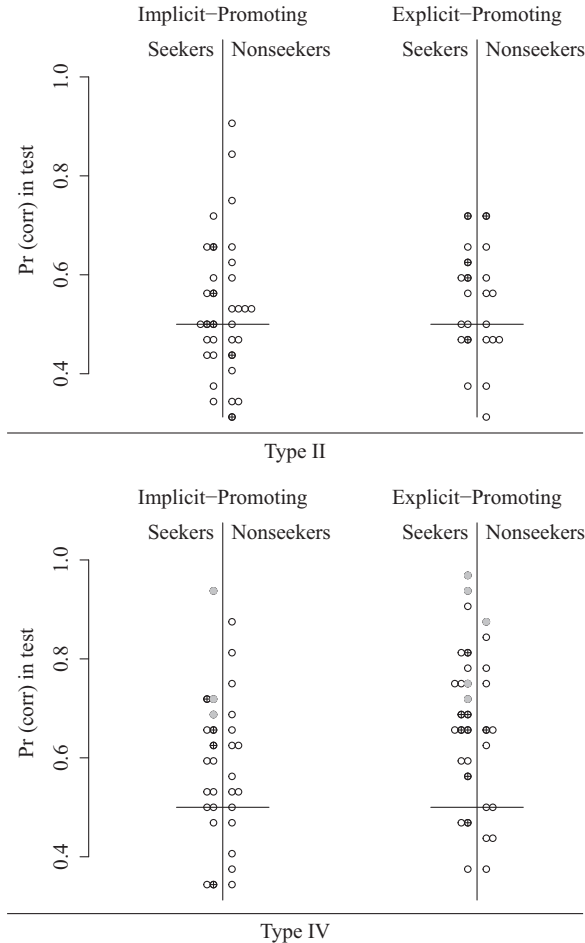 Implicit−Promoting Explicit−Promoting
Seekers Nonseekers Seekers Nonseekers
1.0
0.8
0.6
0.4
Pr (corr) in test
Type II
Implicit−Promoting Explicit−Promoting
Seekers Nonseekers Seekers Nonseekers
1.0
0.8
0.6
0.4
Pr (corr) in test
Type IV